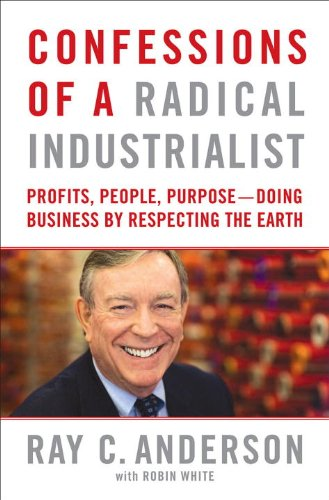 CONFESSIONS
OF A RADICAL
INDUSTRIALIST
PROFITS, PEOPLE, PURPOSE—DOING
BUSINESS BY RESPECTING THE EARTH
RAY C. ANDERSON
with ROBIN WHITE